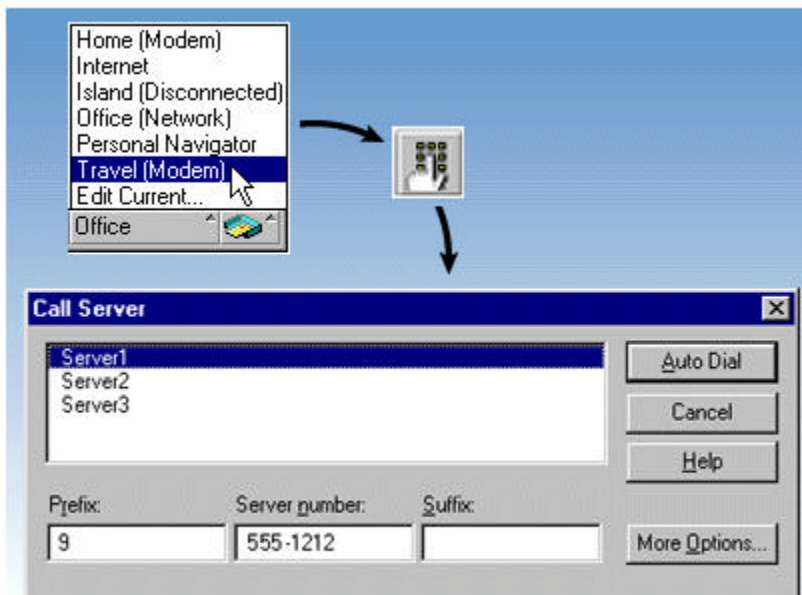 Home (Modem)
Internet
Island (Disconnected)
Office (Network)
Personal Navigator
Travel (Modem)
Edit Current...
Office
Call Server
Server1
Server2
Server3
Auto Dial
Cancel
Help
Prefix:
Server number:
Suffix:
9
555-1212
More Options...